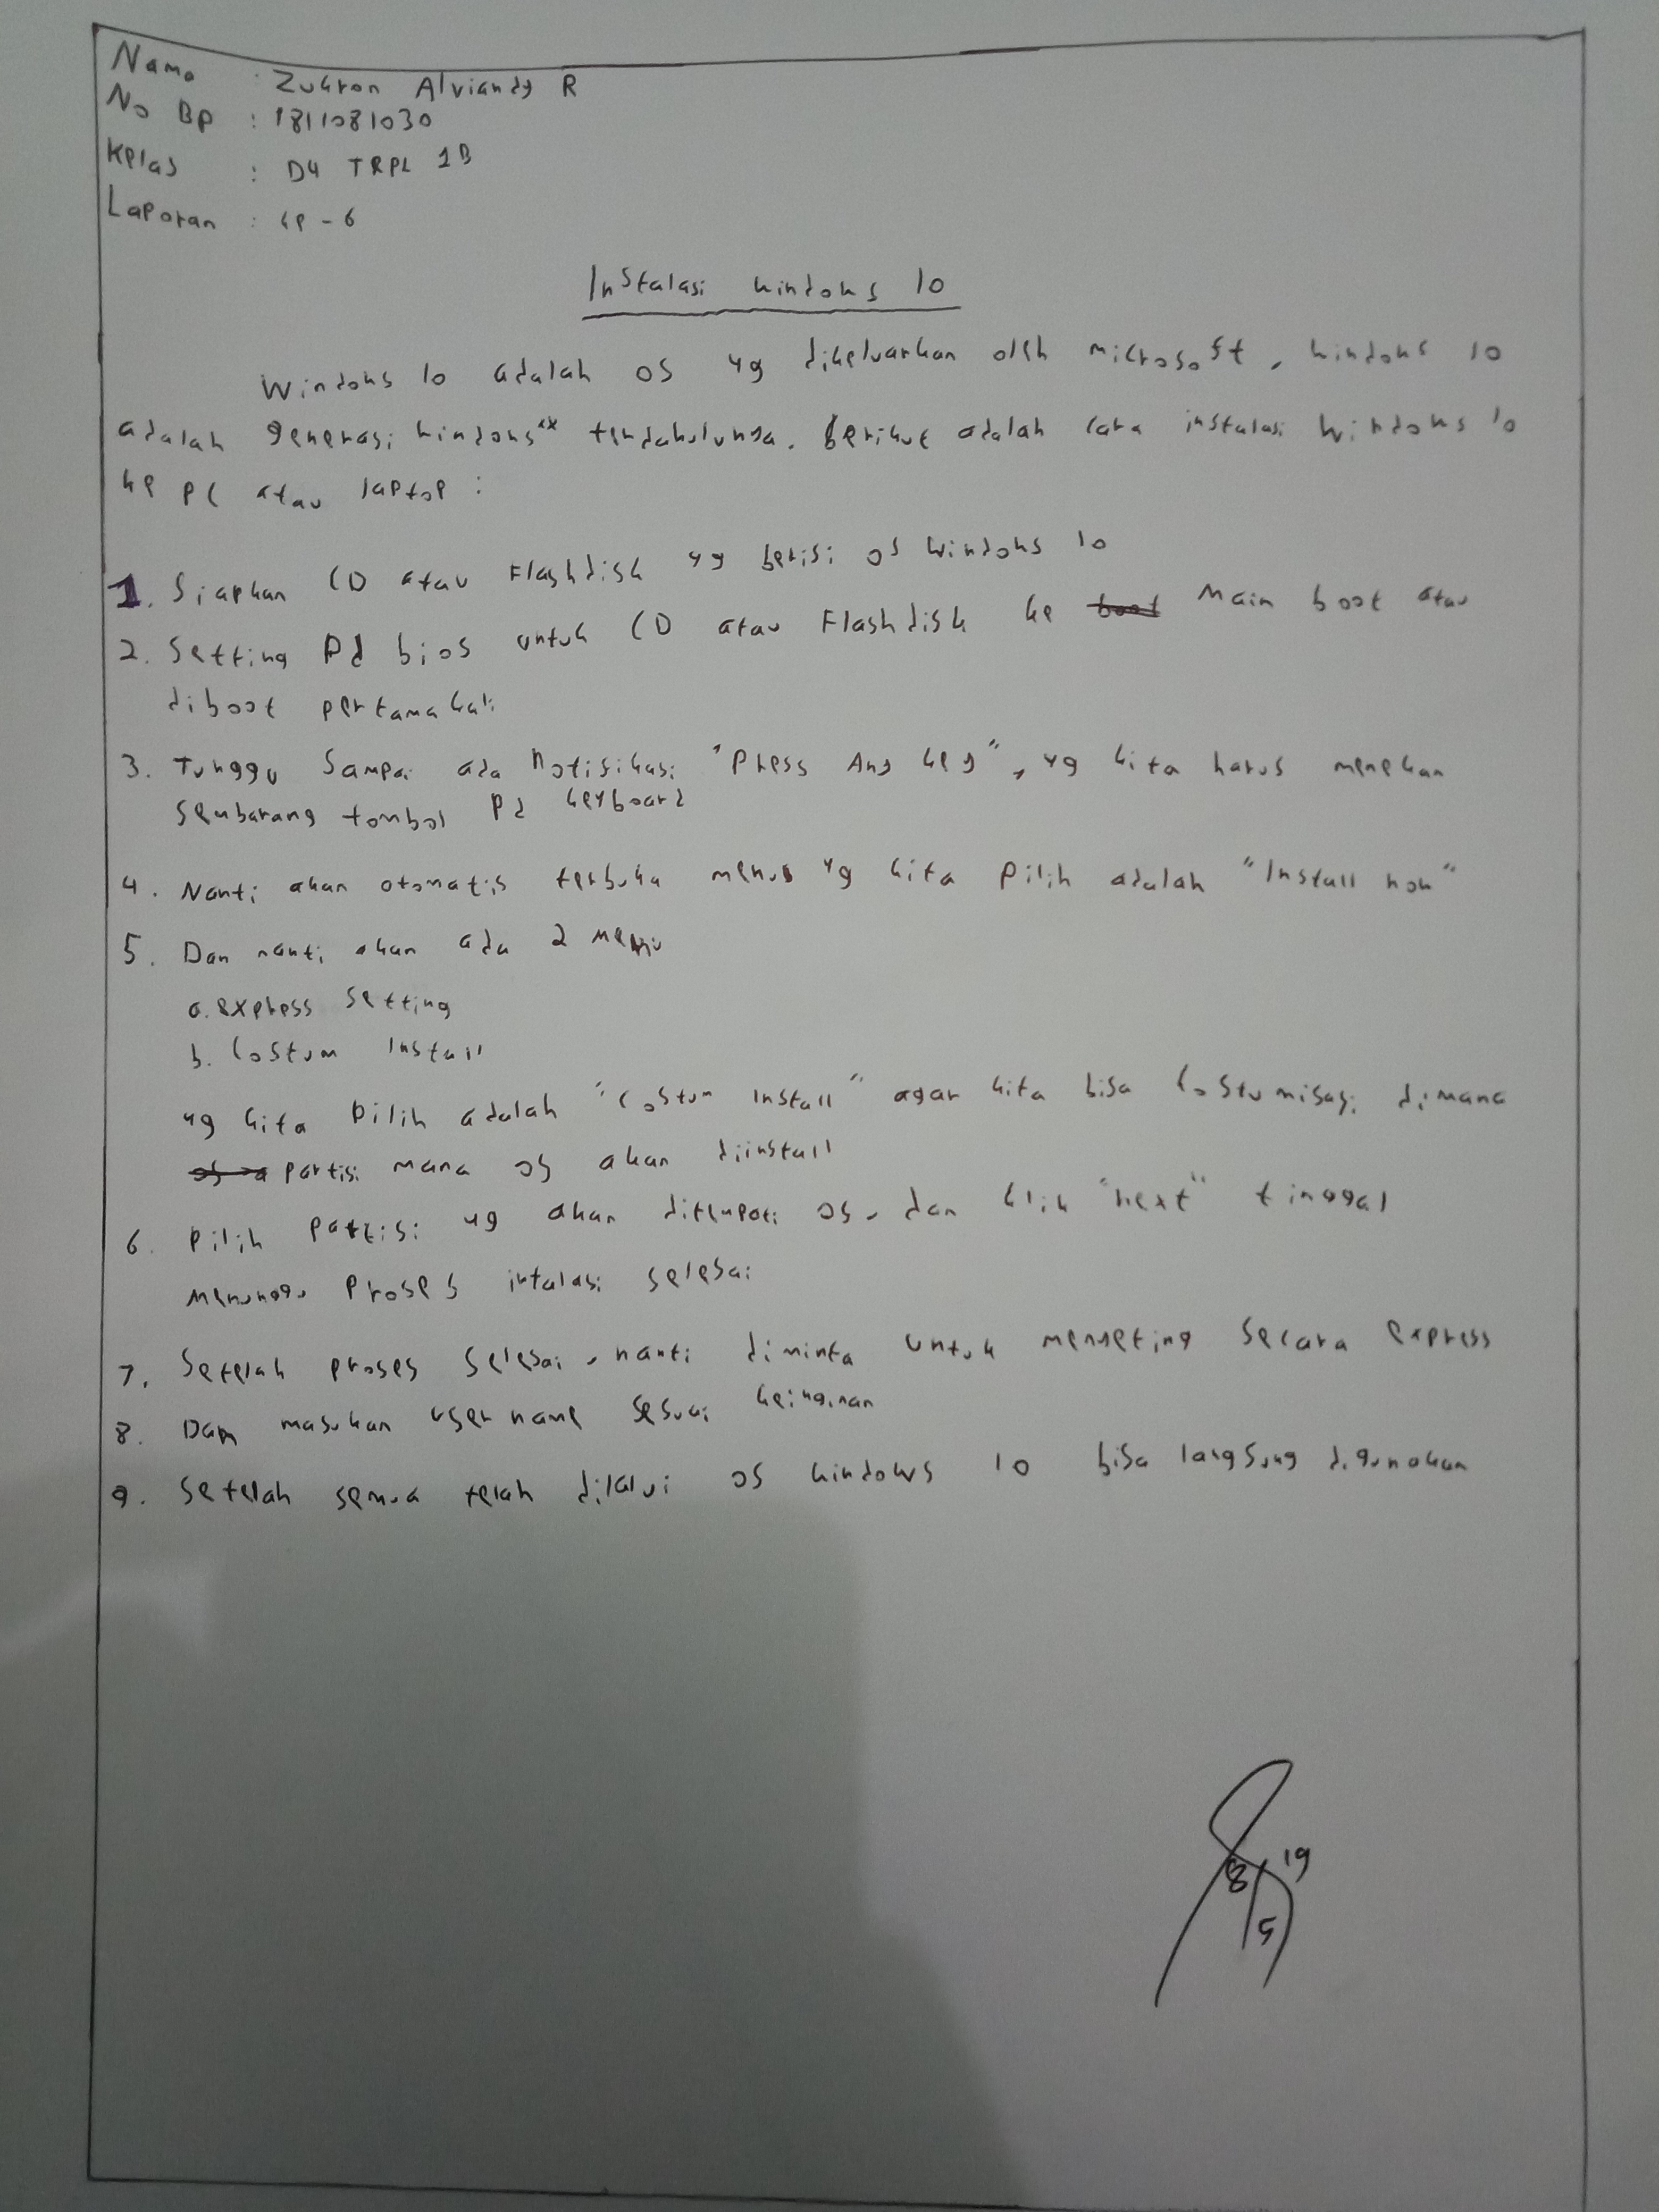 Nama : Zukron Alviandy R
No Bp : 1811081030
Kelas : D4 TRPL 1B
Laporan : ke - 6
Instalasi windows 10
Windows 10 adalah os yg dikeluarkan oleh microsoft, windows 10
adalah generasi windows" terdahulunya. Berikut adalah cara instalasi Windows 10
ke pc atau laptop :
1. Siapkan CD atau Flashdisk yg berisi os windows 10
2. Setting Pd bios untuk CD atau Flashdisk ke boot Main boot atau
diboot pertamakali
3. Tunggu Sampai ada Notifikasi "Press Any key", yg kita harus menekan
sembarang tombol Pd keyboard
4. Nanti akan otomatis terbuka menu yg kita pilih adalah "Install now"
5. Dan nanti akan ada 2 menu
a. express setting
b. Costum Install
yg kita pilih adalah "Costum Install" agar kita bisa Costumisasi dimana
partisi mana os akan diinstall
6. Pilih partisi yg akan ditempati os, dan klik "next" tinggal
menunggu proses intalasi selesai
7. Setelah proses selesai, nanti diminta untuk menseting secara express
8. Dan masukan user name sesuai keinginan
9. Setelah semua telah dilalui os windows 10 bisa langsung digunakan
8/5 19